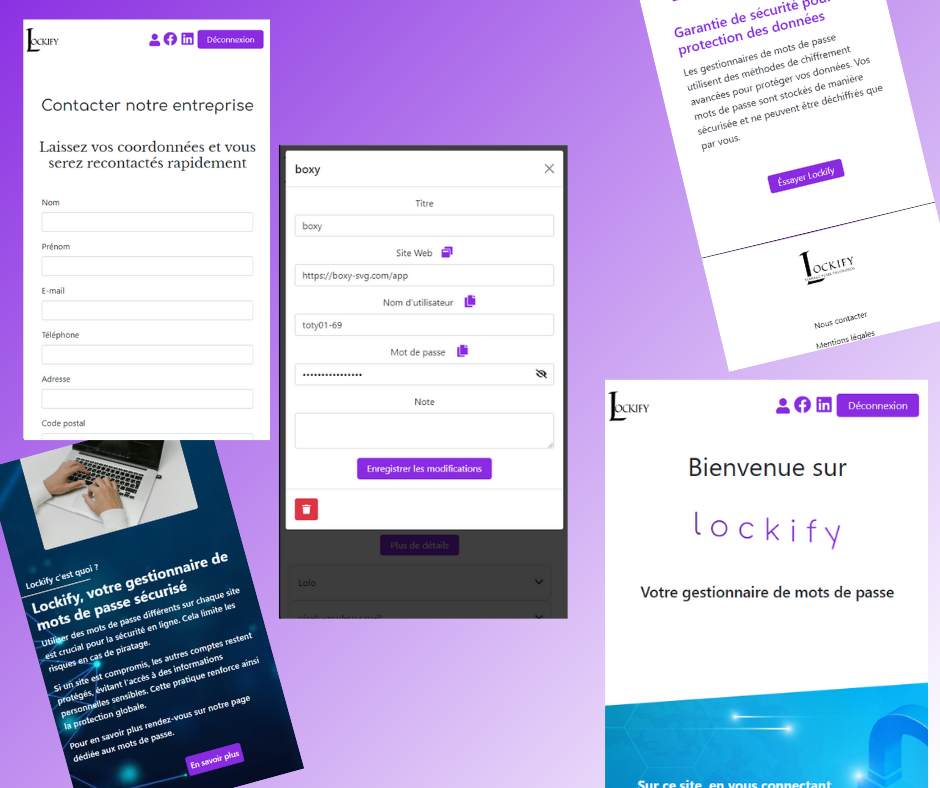 LOCKIFY
Déconnexion
Contacter notre entreprise
Laissez vos coordonnées et vous
serez recontactés rapidement
Nom
Prénom
E-mail
Téléphone
Adresse
Code postal
boxy
Titre
boxy
Site Web
https://boxy-svg.com/app
Nom d'utilisateur
toty01-69
Mot de passe
••••••••••••••••
Note
Enregistrer les modifications
Plus de détails
Lolo
Garantie de sécurité pour
protection des données
Les gestionnaires de mots de passe
utilisent des méthodes de chiffrement
avancées pour protéger vos données. Vos
mots de passe sont stockés de manière
sécurisée et ne peuvent être déchiffrés que
par vous.
Éssayer Lockify
LOCKIFY
Nous contacter
Mentions légales
Lockify c'est quoi ?
Lockify, votre gestionnaire de
mots de passe sécurisé
Utiliser des mots de passe différents sur chaque site
est crucial pour la sécurité en ligne. Cela limite les
risques en cas de piratage.
Si un site est compromis, les autres comptes restent
protégés, évitant l'accès à des informations
personnelles sensibles. Cette pratique renforce ainsi
la protection globale.
Pour en savoir plus rendez-vous sur notre page
dédiée aux mots de passe.
En savoir plus
LOCKIFY
Déconnexion
Bienvenue sur
lockify
Votre gestionnaire de mots de passe
Sur ce site, en vous connectant